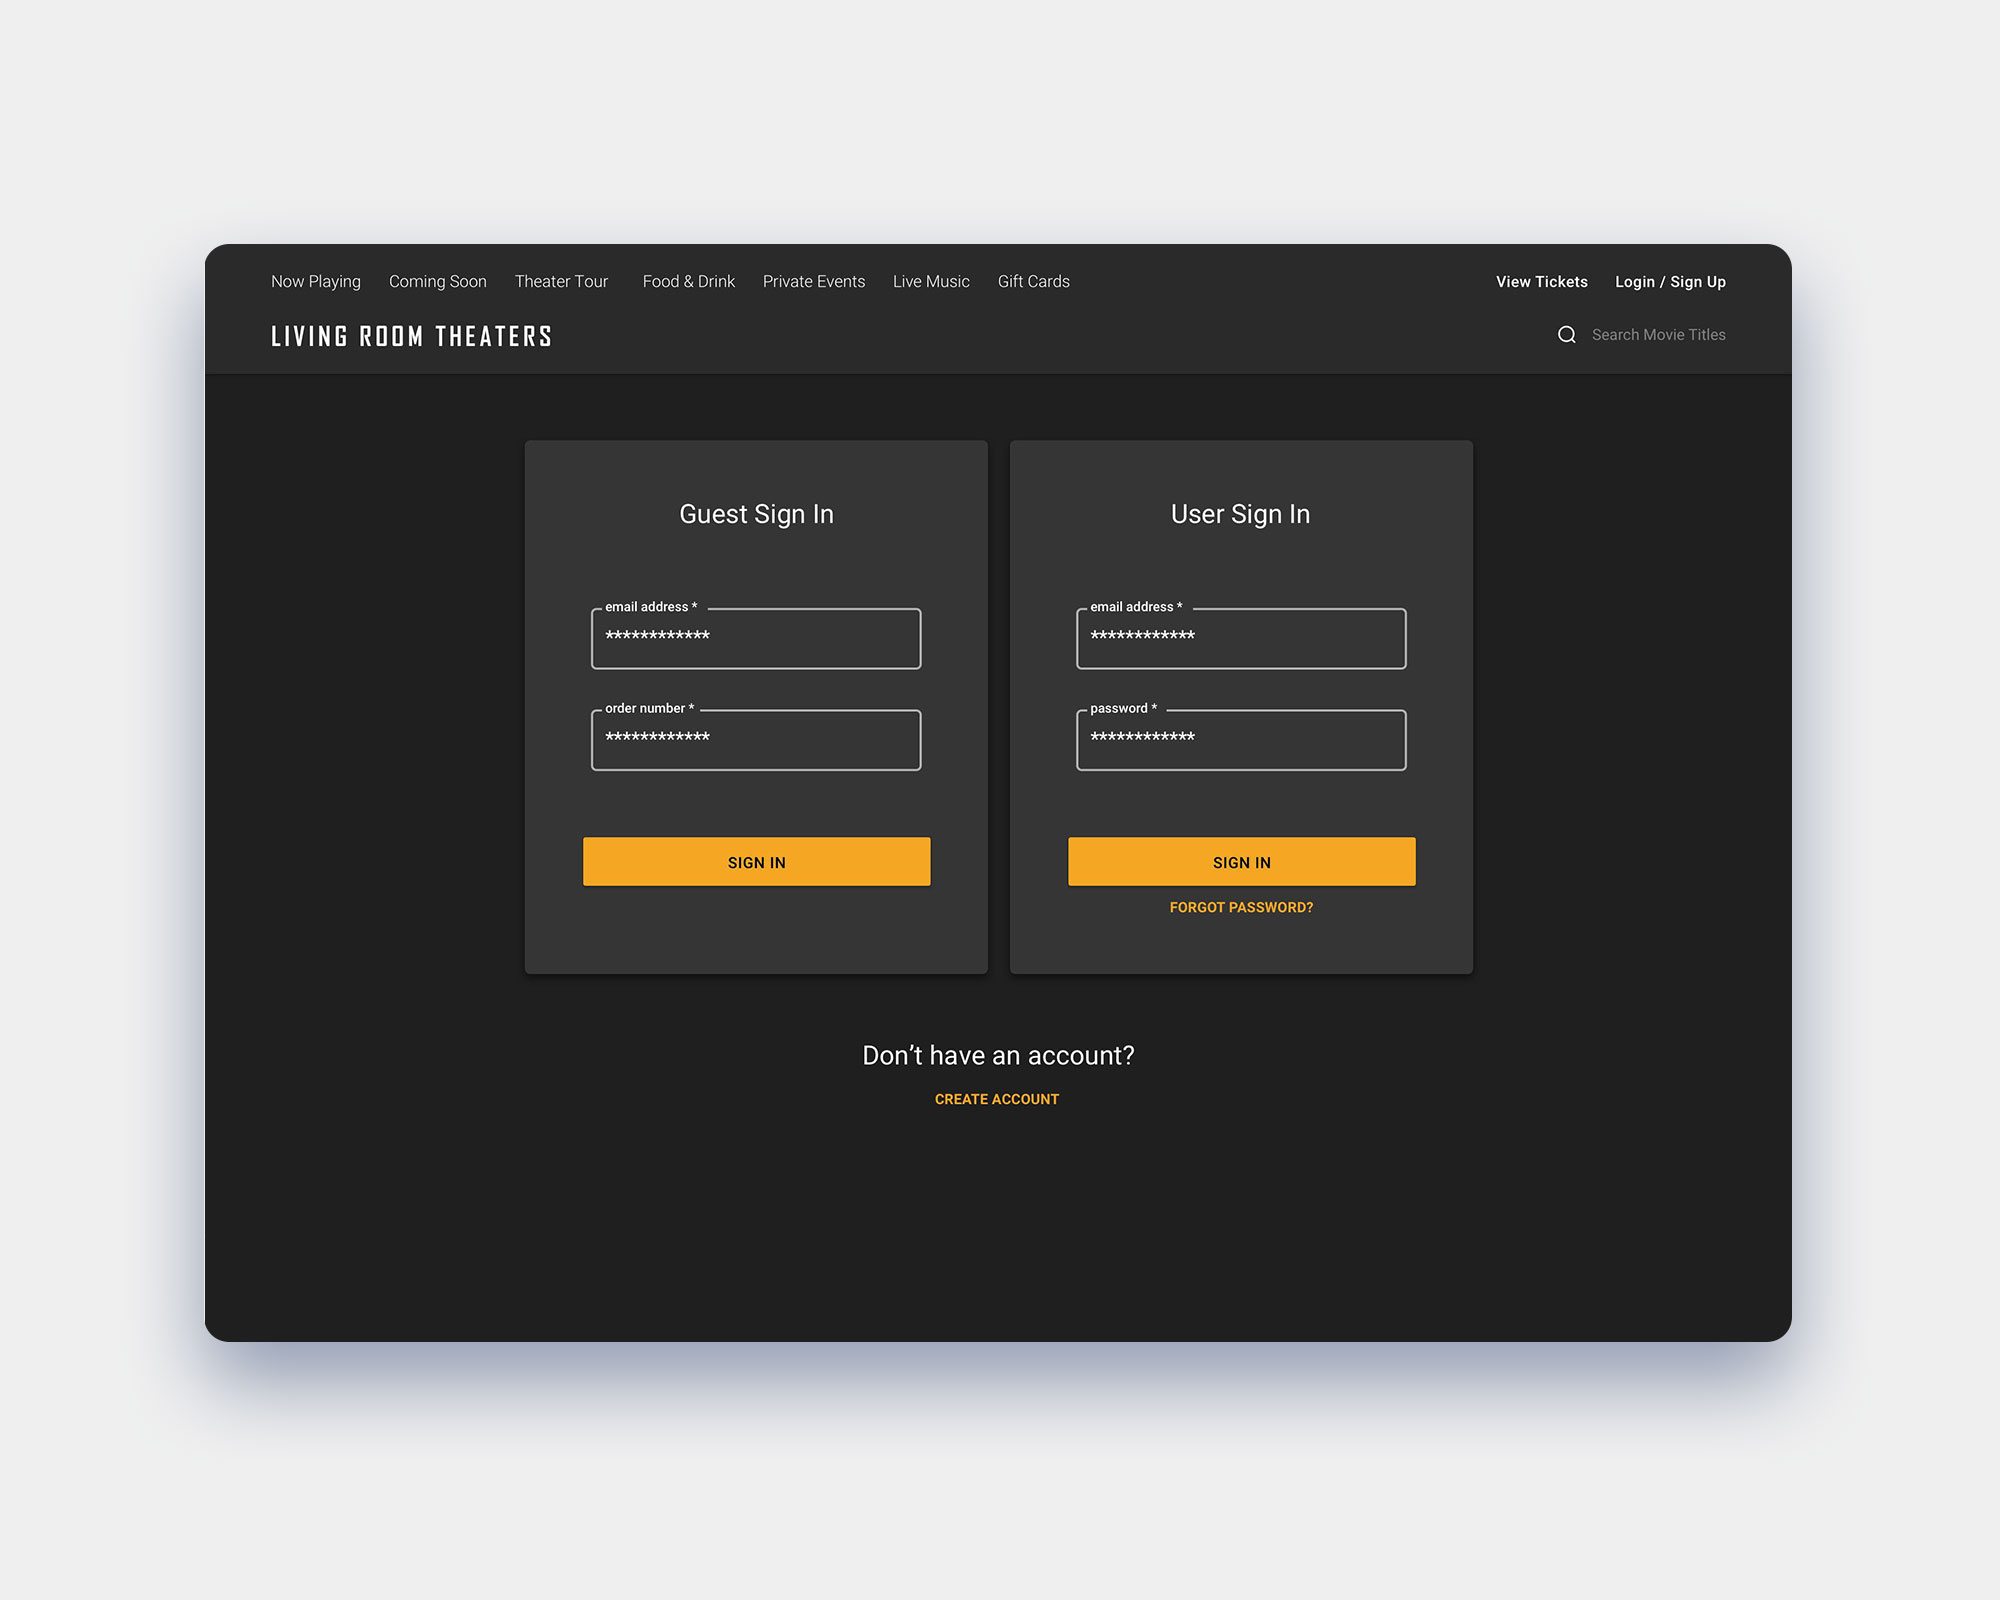 Now Playing Coming Soon Theater Tour Food & Drink Private Events Live Music Gift Cards View Tickets Login / Sign Up
LIVING ROOM THEATERS Search Movie Titles
Guest Sign In
email address *
************
order number *
************
SIGN IN
User Sign In
email address *
************
password *
************
SIGN IN
FORGOT PASSWORD?
Don’t have an account?
CREATE ACCOUNT